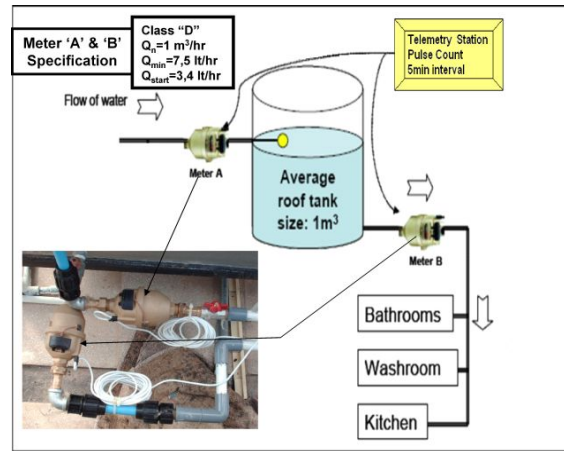 Meter ‘A’ & ‘B’
Specification
Class “D”
Qn=1 m³/hr
Qmin=7,5 lt/hr
Qstart=3,4 lt/hr
Telemetry Station
Pulse Count
5min interval
Flow of water
Meter A
Average
roof tank
size: 1m³
Meter B
Bathrooms
Washroom
Kitchen